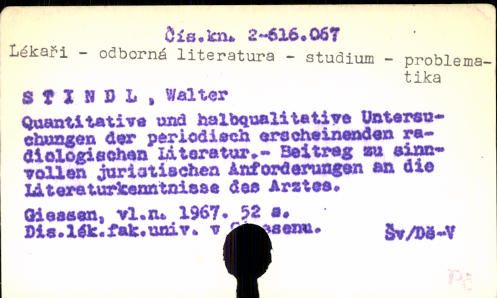 Čís.kn. 2-616.067
Lékaři - odborná literatura - studium - problema-
tika
S T I N D L , Walter
Quantitative und halbqualitative Untersu-
chungen der periodisch erscheinenden ra-
diologischen Literatur.- Beitrag zu sinn-
vollen juristischen Anforderungen an die
Literaturkenntnisse des Arztes.
Giessen, vl.n. 1967. 52 s.
Dis.lék.fak.univ. v Giessenu.
Šv/Dě-V